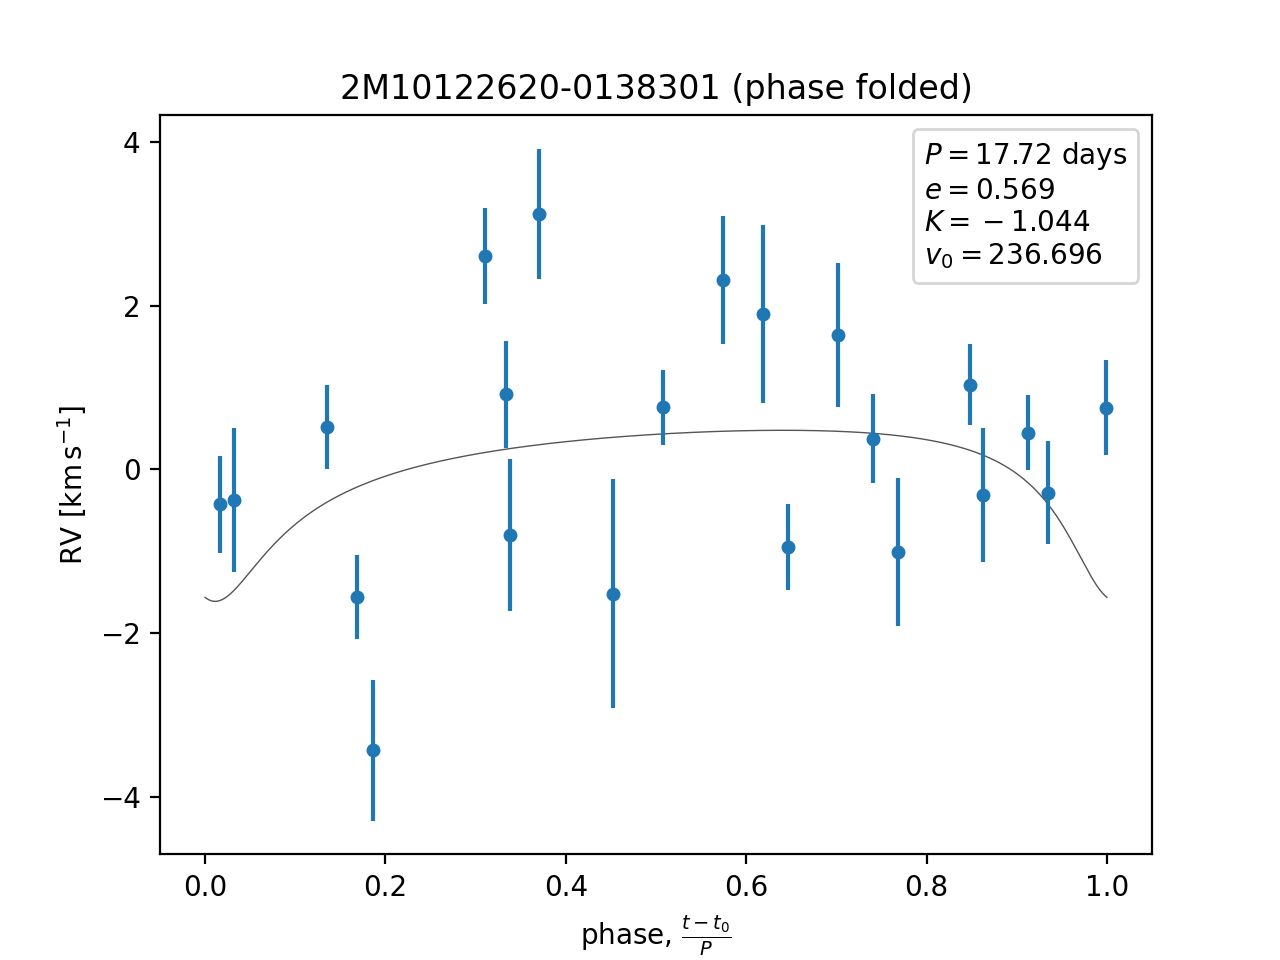 2M10122620-0138301 (phase folded)
P = 17.72 days
e = 0.569
K = −1.044
v₀ = 236.696
RV [km s⁻¹]
4
2
0
−2
−4
0.0 0.2 0.4 0.6 0.8 1.0
phase, (t − t₀)/P